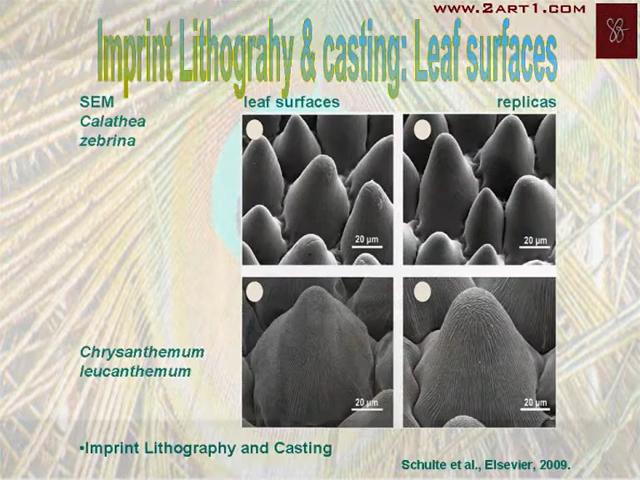 www.2art1.com
Imprint Lithograhy & casting: Leaf surfaces
SEM leaf surfaces replicas
Calathea
zebrina
20 µm 20 µm
Chrysanthemum
leucanthemum
20 µm 20 µm
•Imprint Lithography and Casting
Schulte et al., Elsevier, 2009.